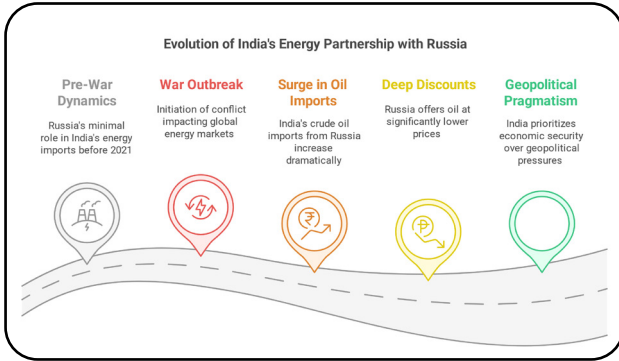 Evolution of India's Energy Partnership with Russia
Pre-War
Dynamics
Russia's minimal
role in India's energy
imports before 2021
War Outbreak
Initiation of conflict
impacting global
energy markets
Surge in Oil
Imports
India's crude oil
imports from Russia
increase
dramatically
Deep Discounts
Russia offers oil at
significantly lower
prices
Geopolitical
Pragmatism
India prioritizes
economic security
over geopolitical
pressures
₹
₽